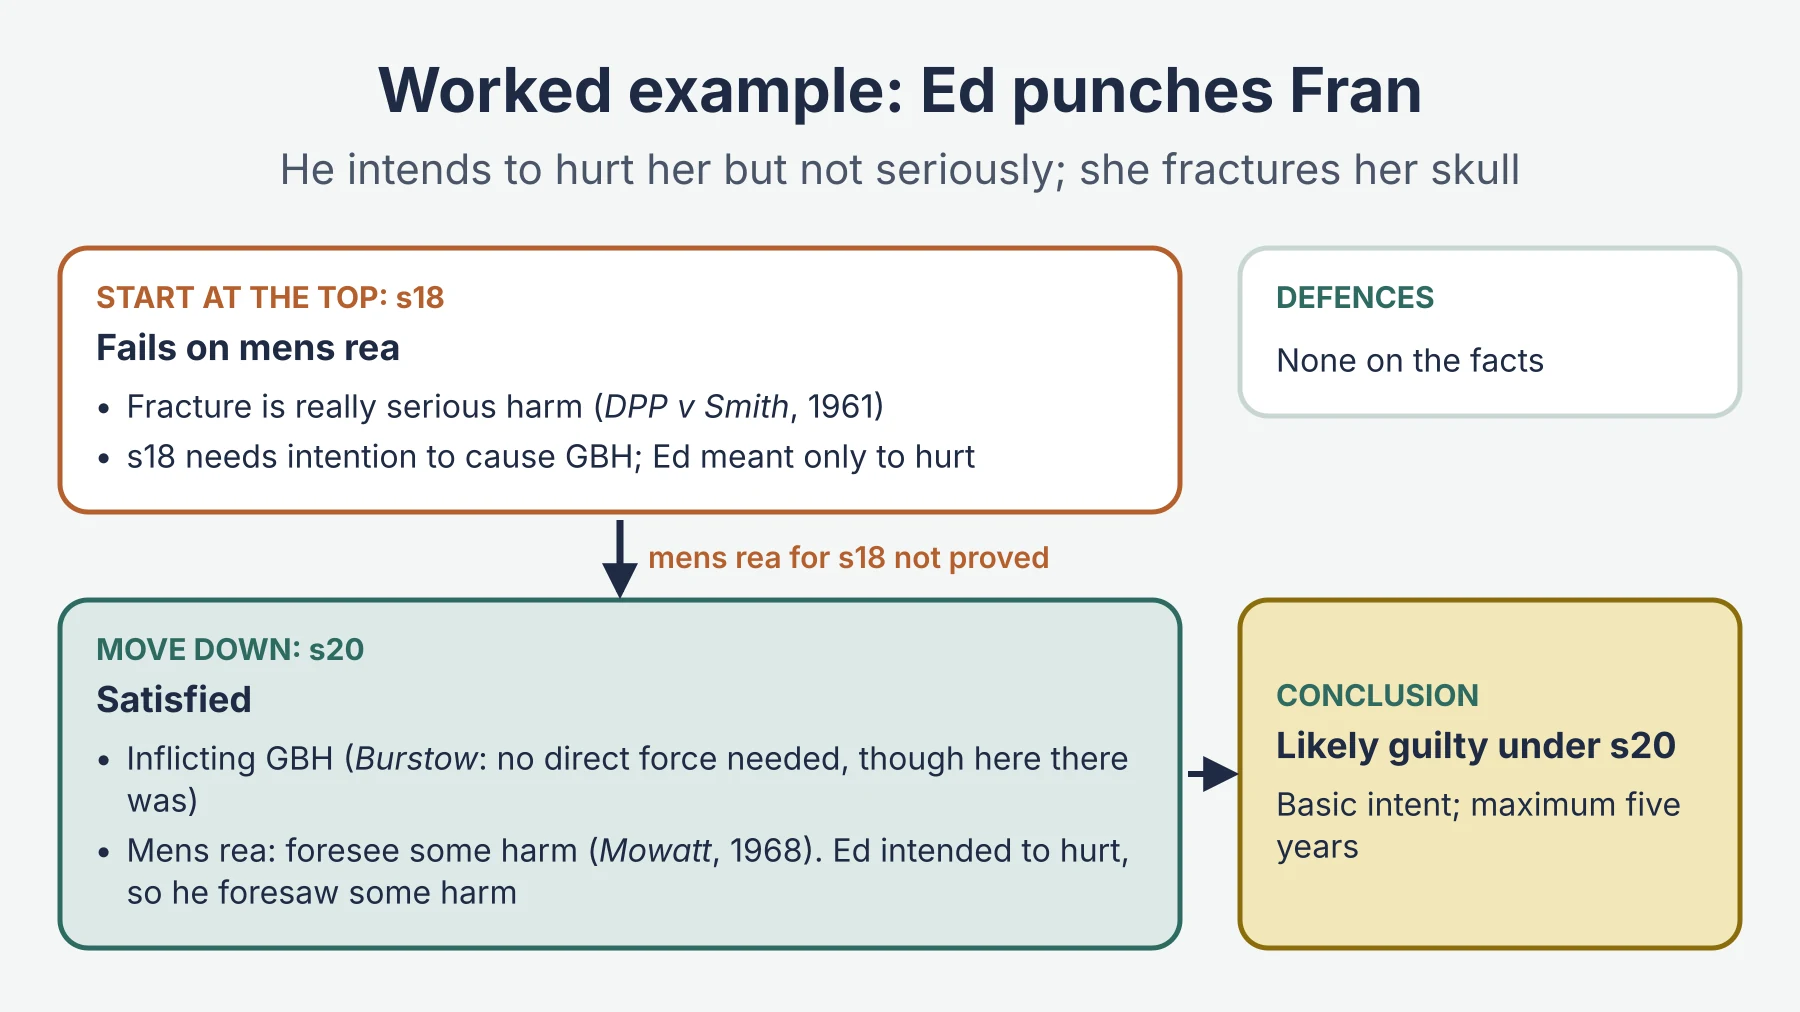 Worked example: Ed punches Fran
He intends to hurt her but not seriously; she fractures her skull
START AT THE TOP: s18
Fails on mens rea
• Fracture is really serious harm (DPP v Smith, 1961)
• s18 needs intention to cause GBH; Ed meant only to hurt
DEFENCES
None on the facts
mens rea for s18 not proved
MOVE DOWN: s20
Satisfied
• Inflicting GBH (Burstow: no direct force needed, though here there
was)
• Mens rea: foresee some harm (Mowatt, 1968). Ed intended to hurt,
so he foresaw some harm
CONCLUSION
Likely guilty under s20
Basic intent; maximum five
years